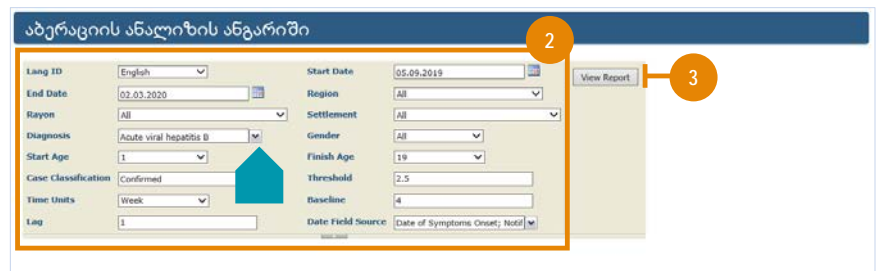 აბერაციის ანალიზის ანგარიში
2
Lang ID English Start Date 05.09.2019 View Report 3
End Date 02.03.2020 Region All
Rayon All Settlement All
Diagnosis Acute viral hepatitis B Gender All
Start Age 1 Finish Age 19
Case Classification Confirmed Threshold 2.5
Time Units Week Baseline 4
Lag 1 Date Field Source Date of Symptoms Onset; Notif